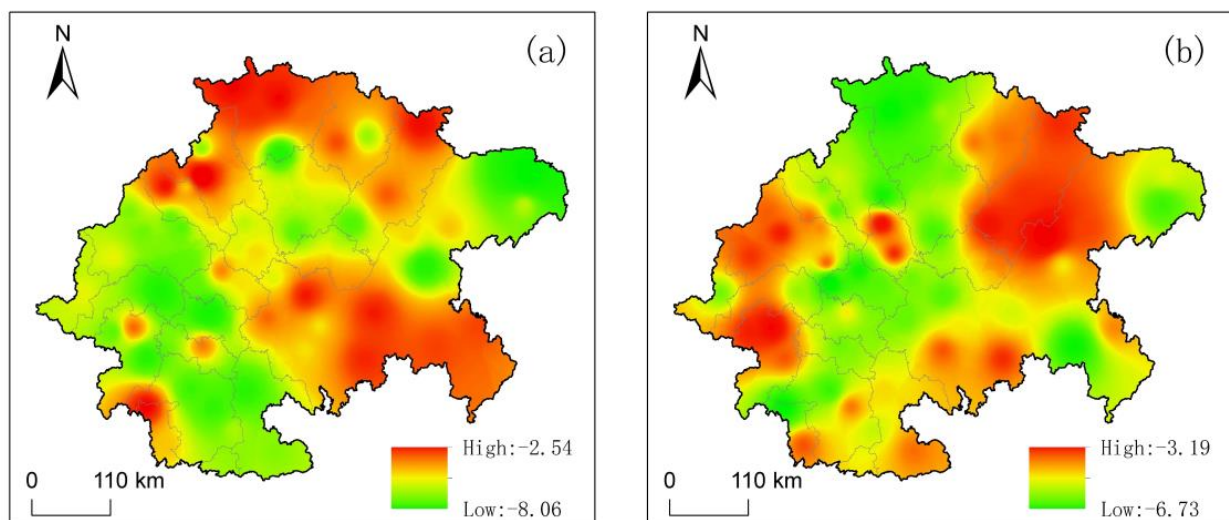 N
(a)
High:-2.54
Low:-8.06
0 110 km
N
(b)
High:-3.19
Low:-6.73
0 110 km